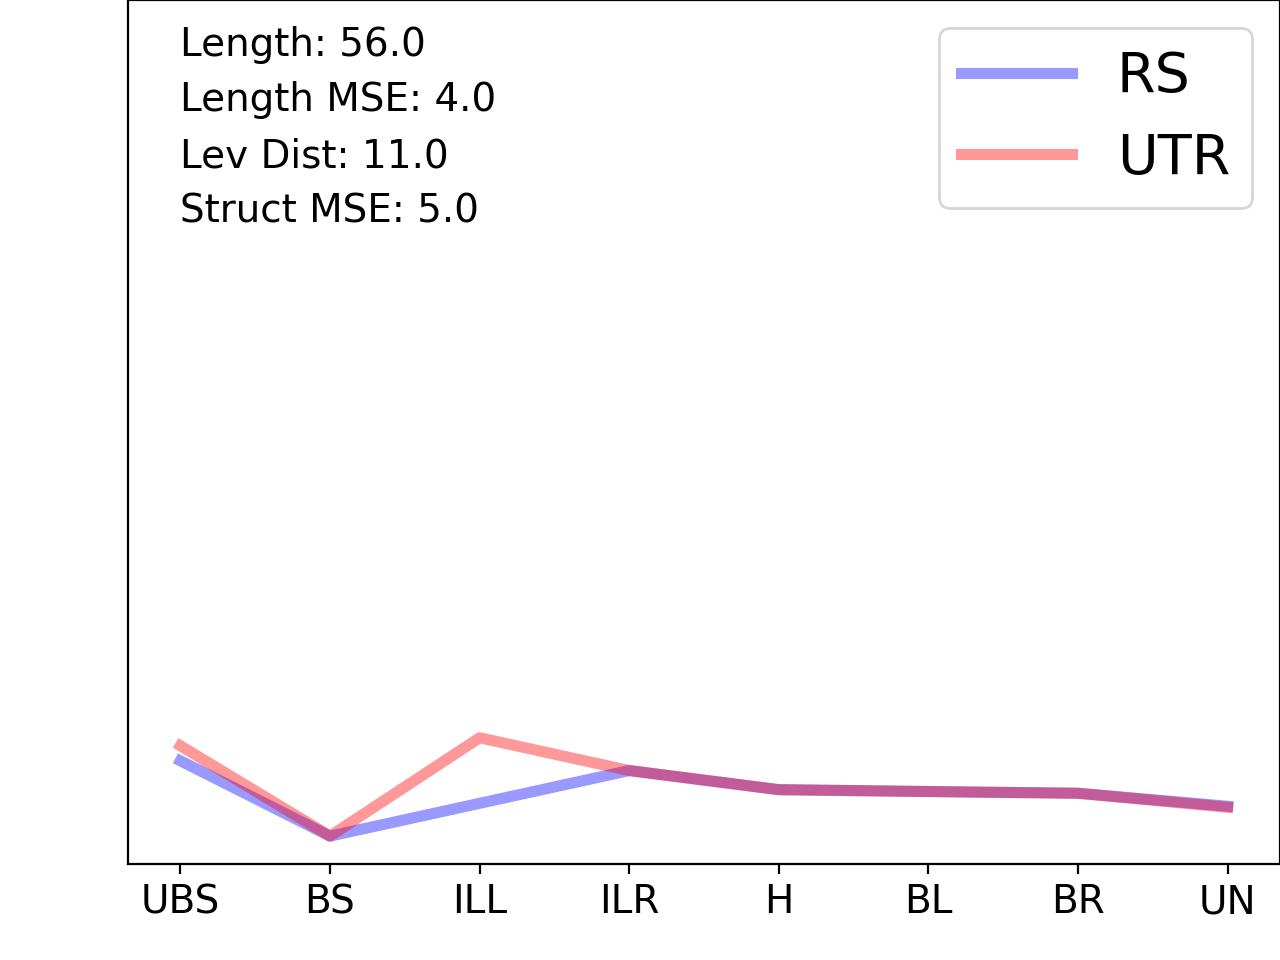 Length: 56.0
Length MSE: 4.0
Lev Dist: 11.0
Struct MSE: 5.0
RS
UTR
UBS BS ILL ILR H BL BR UN